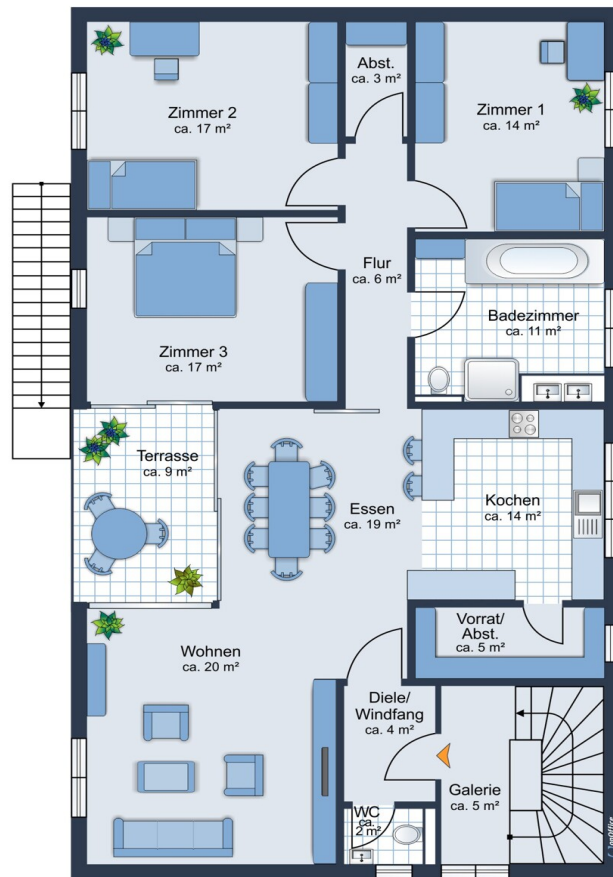 Abst.
ca. 3 m²
Zimmer 2
ca. 17 m²
Zimmer 1
ca. 14 m²
Flur
ca. 6 m²
Badezimmer
ca. 11 m²
Zimmer 3
ca. 17 m²
Terrasse
ca. 9 m²
Essen
ca. 19 m²
Kochen
ca. 14 m²
Vorrat/
Abst.
ca. 5 m²
Wohnen
ca. 20 m²
Diele/
Windfang
ca. 4 m²
Galerie
ca. 5 m²
WC
ca.
2 m²